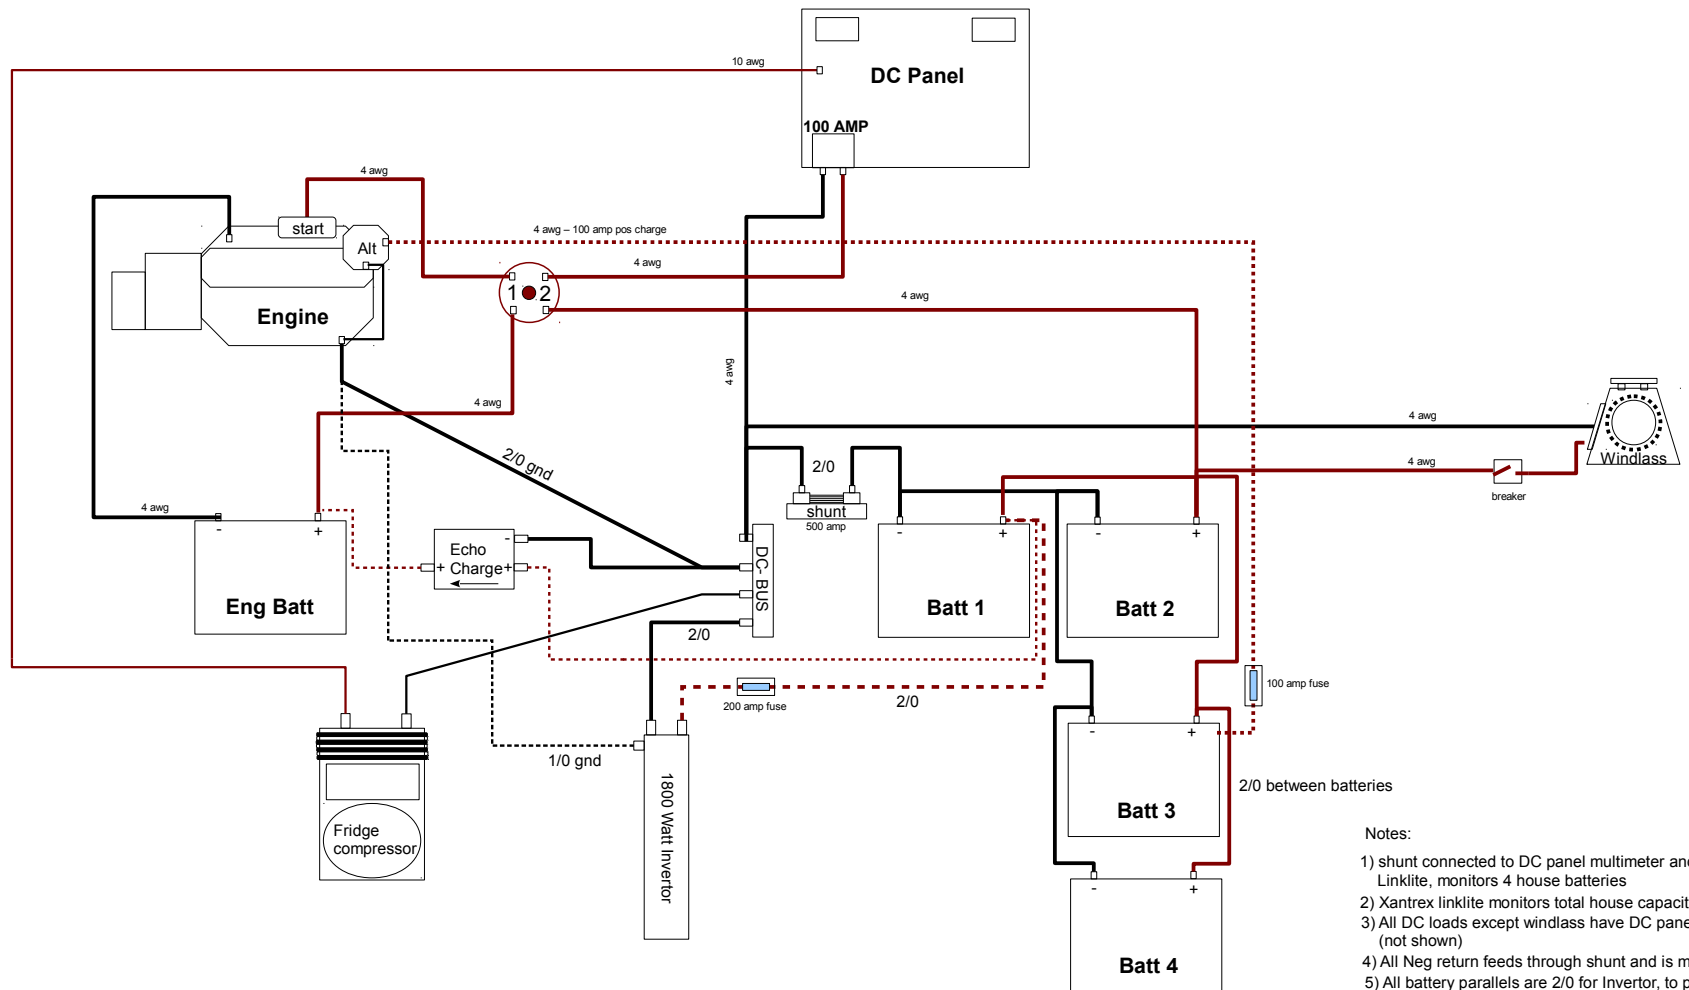 10 awg
DC Panel
100 AMP
4 awg
start
Alt
4 awg – 100 amp pos charge
4 awg
1 2
4 awg
Engine
4 awg
4 awg
4 awg
Windlass
4 awg
breaker
2/0 gnd
2/0
shunt
500 amp
4 awg
- +
Eng Batt
Echo
Charge
-
+ +
DC- BUS
- +
Batt 1
- +
Batt 2
2/0
100 amp fuse
200 amp fuse
2/0
1/0 gnd
1800 Watt Invertor
- +
Batt 3
2/0 between batteries
Fridge
compressor
- +
Batt 4
Notes:
1) shunt connected to DC panel multimeter and
Linklite, monitors 4 house batteries
2) Xantrex linklite monitors total house capacit
3) All DC loads except windlass have DC pane
(not shown)
4) All Neg return feeds through shunt and is m
5) All battery parallels are 2/0 for Invertor, to p